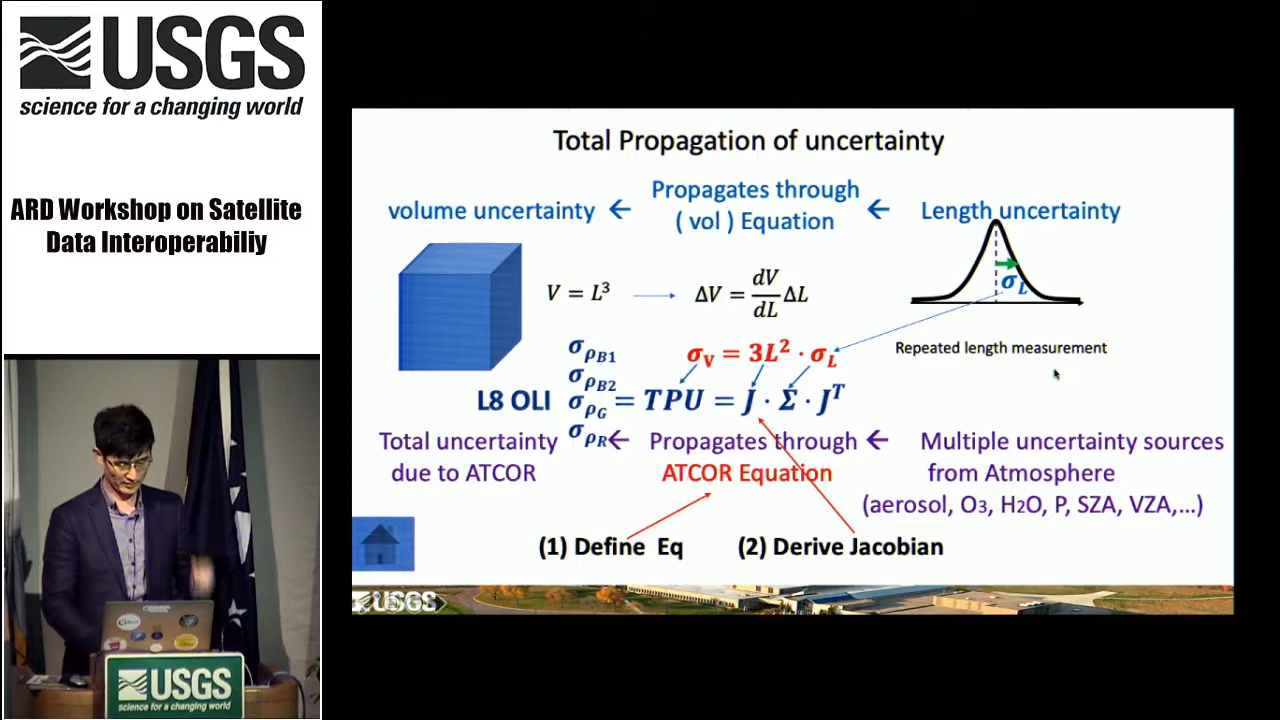 USGS
science for a changing world
ARD Workshop on Satellite
Data Interoperabiliy
Total Propagation of uncertainty
volume uncertainty ← Propagates through ( vol ) Equation ← Length uncertainty
V = L³ → ΔV = dV/dL ΔL
σL
Repeated length measurement
σV = 3L² · σL
σρB1
σρB2
σρG
σρR
L8 OLI = TPU = J · Σ · Jᵀ
Total uncertainty
due to ATCOR
← Propagates through
ATCOR Equation
← Multiple uncertainty sources
from Atmosphere
(aerosol, O3, H2O, P, SZA, VZA,...)
(1) Define Eq
(2) Derive Jacobian
USGS
USGS
science for a changing world